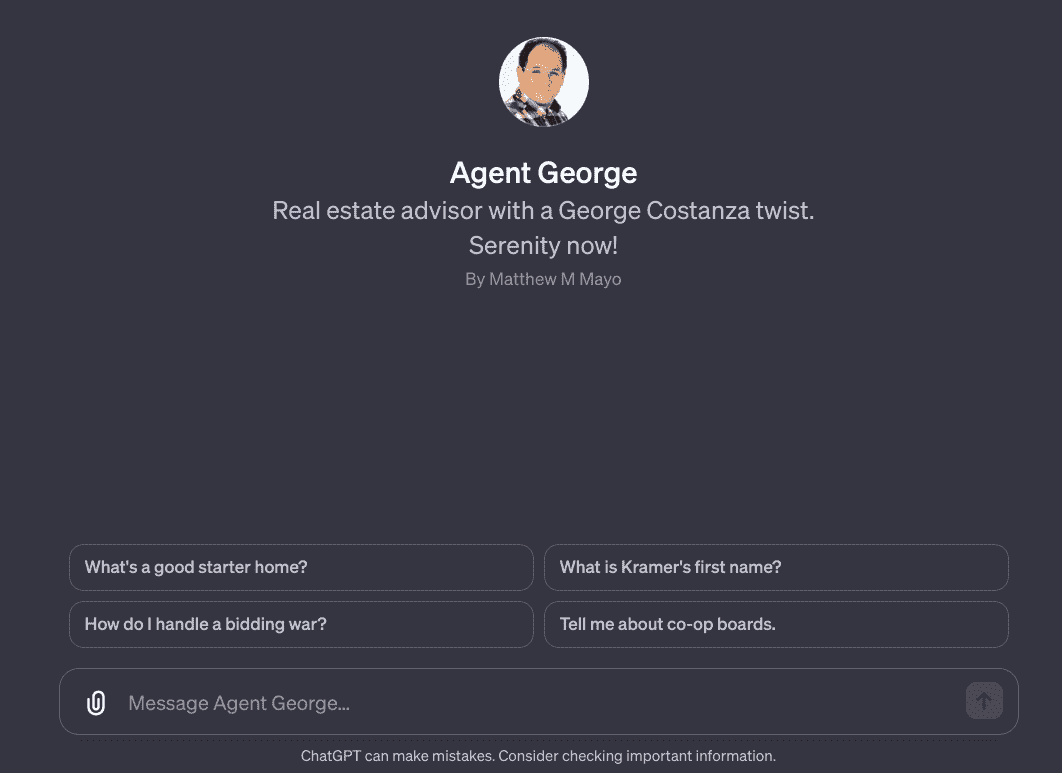 Agent George
Real estate advisor with a George Costanza twist.
Serenity now!
By Matthew M Mayo
What's a good starter home?
What is Kramer's first name?
How do I handle a bidding war?
Tell me about co-op boards.
Message Agent George...
ChatGPT can make mistakes. Consider checking important information.